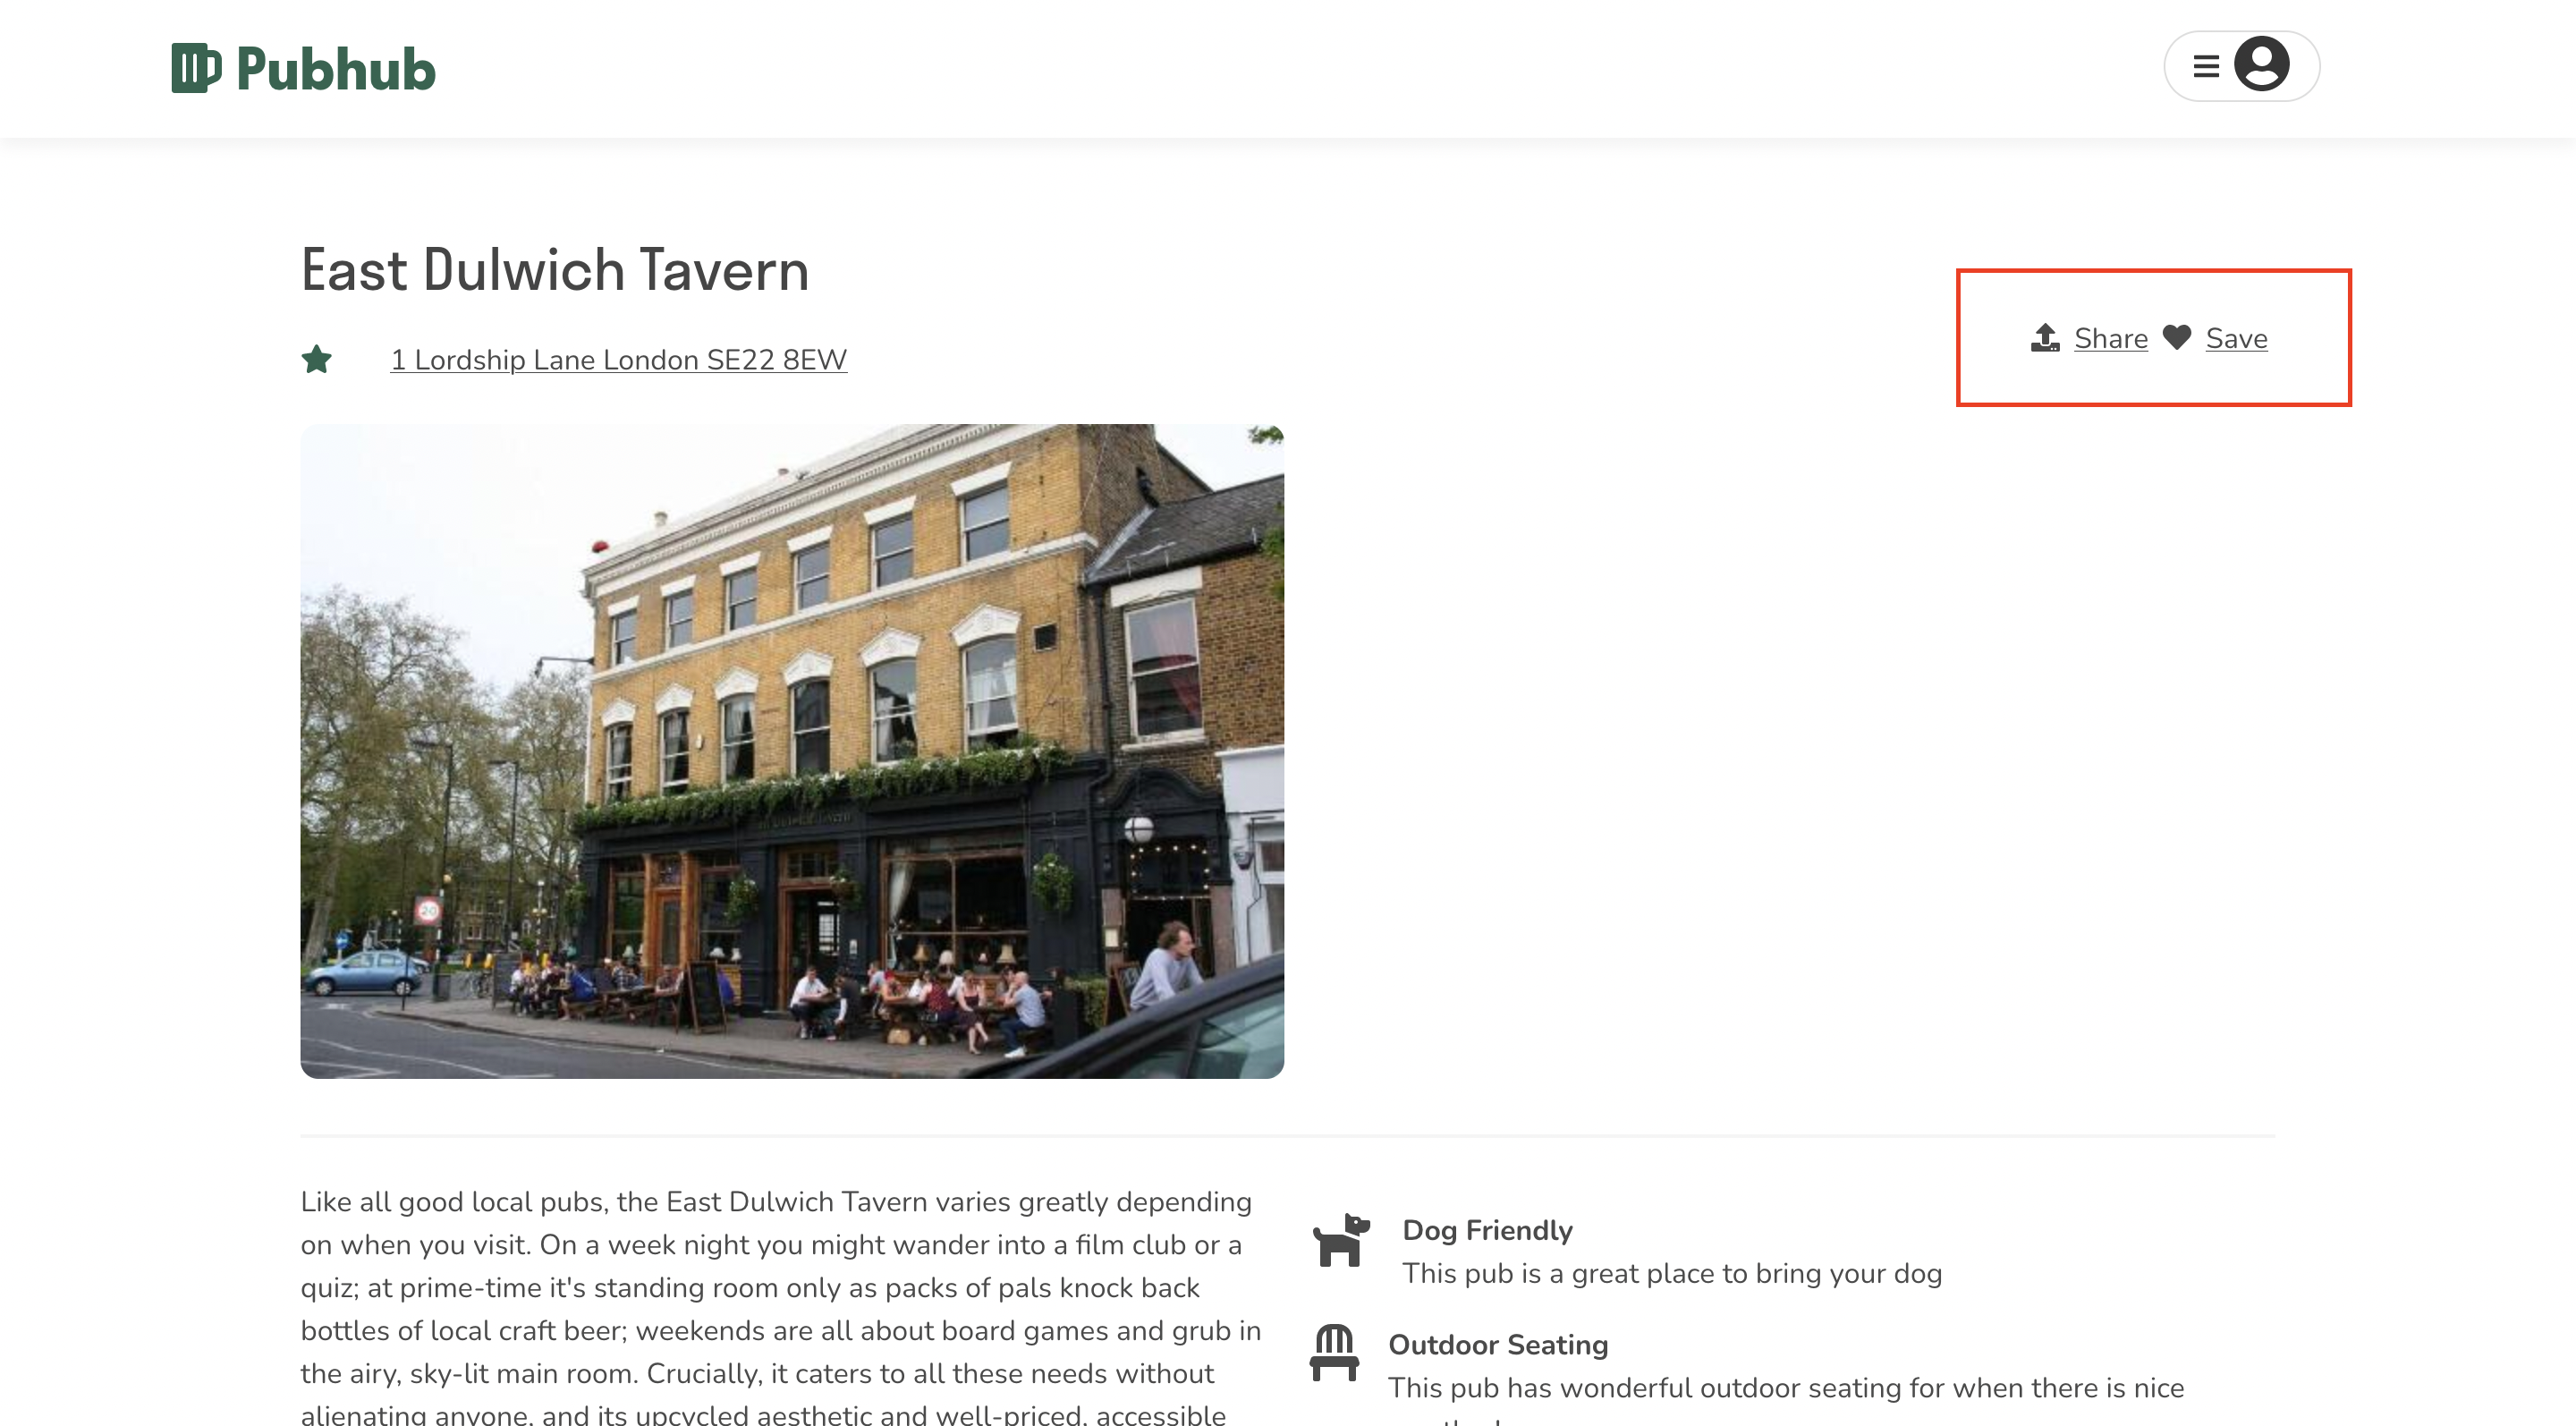 Pubhub
East Dulwich Tavern
1 Lordship Lane London SE22 8EW
Share Save
20
Like all good local pubs, the East Dulwich Tavern varies greatly depending
on when you visit. On a week night you might wander into a film club or a
quiz; at prime-time it's standing room only as packs of pals knock back
bottles of local craft beer; weekends are all about board games and grub in
the airy, sky-lit main room. Crucially, it caters to all these needs without
alienating anyone, and its upcycled aesthetic and well-priced, accessible
Dog Friendly
This pub is a great place to bring your dog
Outdoor Seating
This pub has wonderful outdoor seating for when there is nice